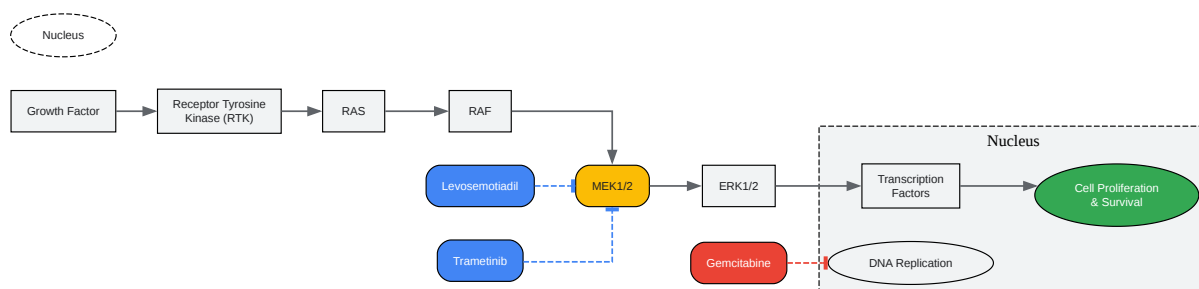 Nucleus
Growth Factor
Receptor Tyrosine
Kinase (RTK)
RAS
RAF
Nucleus
Levosemotiadil
MEK1/2
ERK1/2
Transcription
Factors
Cell Proliferation
& Survival
Trametinib
Gemcitabine
DNA Replication